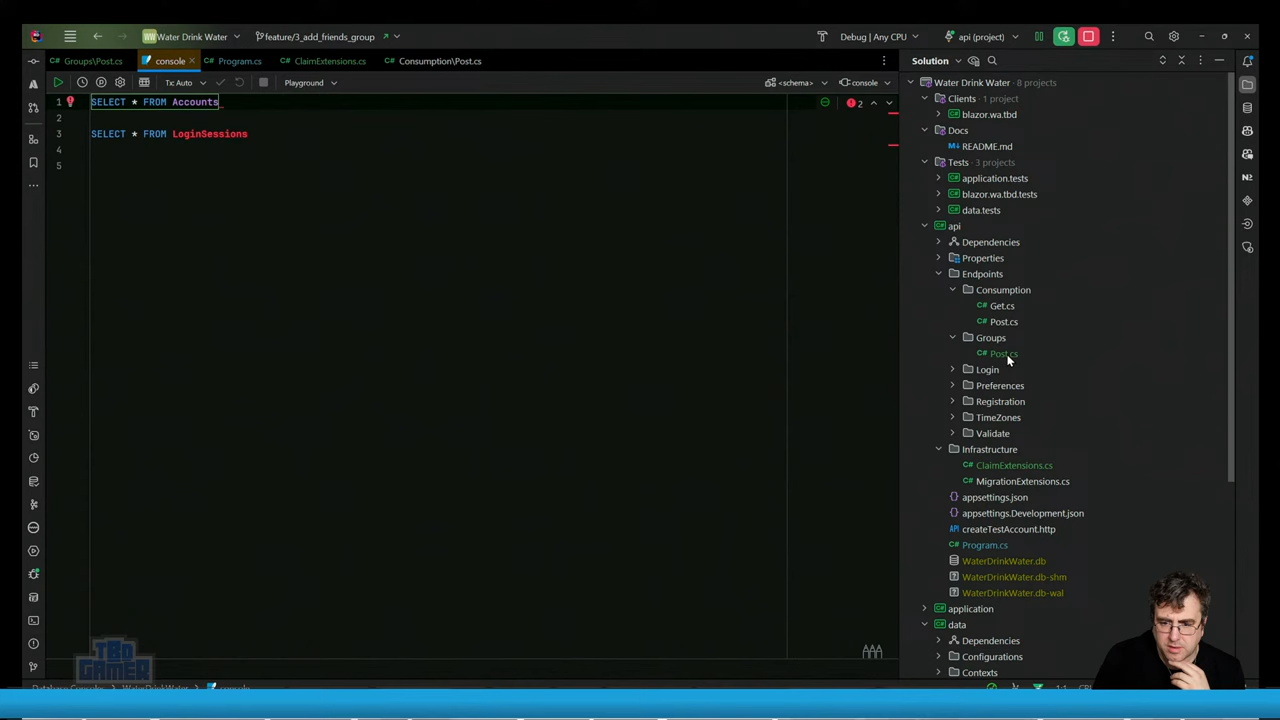 WW Water Drink Water
feature/3_add_friends_group
Debug | Any CPU
api (project)
Groups\Post.cs
console
Program.cs
ClaimExtensions.cs
Consumption\Post.cs
Tx: Auto
Playground
<schema>
console
1 SELECT * FROM Accounts
2
3 SELECT * FROM LoginSessions
4
5
2
Solution
Water Drink Water 8 projects
Clients 1 project
blazor.wa.tbd
Docs
README.md
Tests 3 projects
application.tests
blazor.wa.tbd.tests
data.tests
api
Dependencies
Properties
Endpoints
Consumption
C# Get.cs
C# Post.cs
Groups
C# Post.cs
Login
Preferences
Registration
TimeZones
Validate
Infrastructure
C# ClaimExtensions.cs
C# MigrationExtensions.cs
appsettings.json
appsettings.Development.json
API createTestAccount.http
C# Program.cs
WaterDrinkWater.db
WaterDrinkWater.db-shm
WaterDrinkWater.db-wal
application
data
Dependencies
Configurations
Contexts
TBD
GAMER